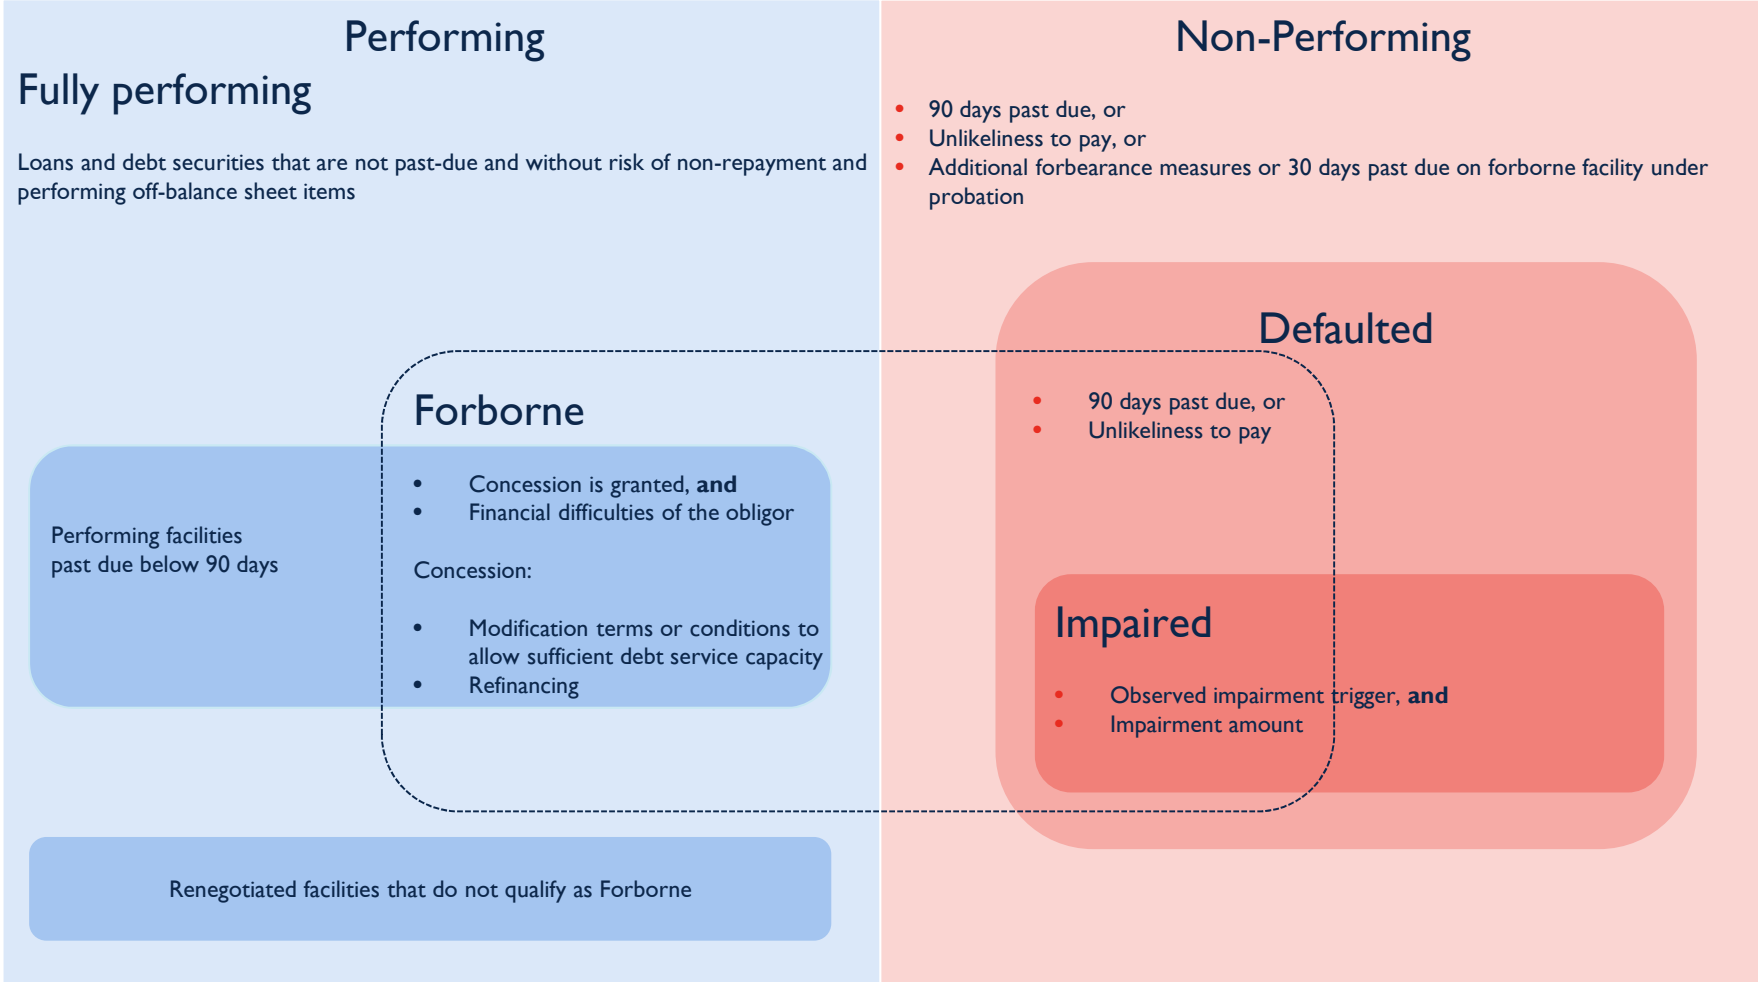 Performing
Fully performing
Loans and debt securities that are not past-due and without risk of non-repayment and
performing off-balance sheet items
Forborne
• Concession is granted, and
• Financial difficulties of the obligor
Concession:
• Modification terms or conditions to
allow sufficient debt service capacity
• Refinancing
Performing facilities
past due below 90 days
Renegotiated facilities that do not qualify as Forborne
Non-Performing
• 90 days past due, or
• Unlikeliness to pay, or
• Additional forbearance measures or 30 days past due on forborne facility under
probation
Defaulted
• 90 days past due, or
• Unlikeliness to pay
Impaired
• Observed impairment trigger, and
• Impairment amount